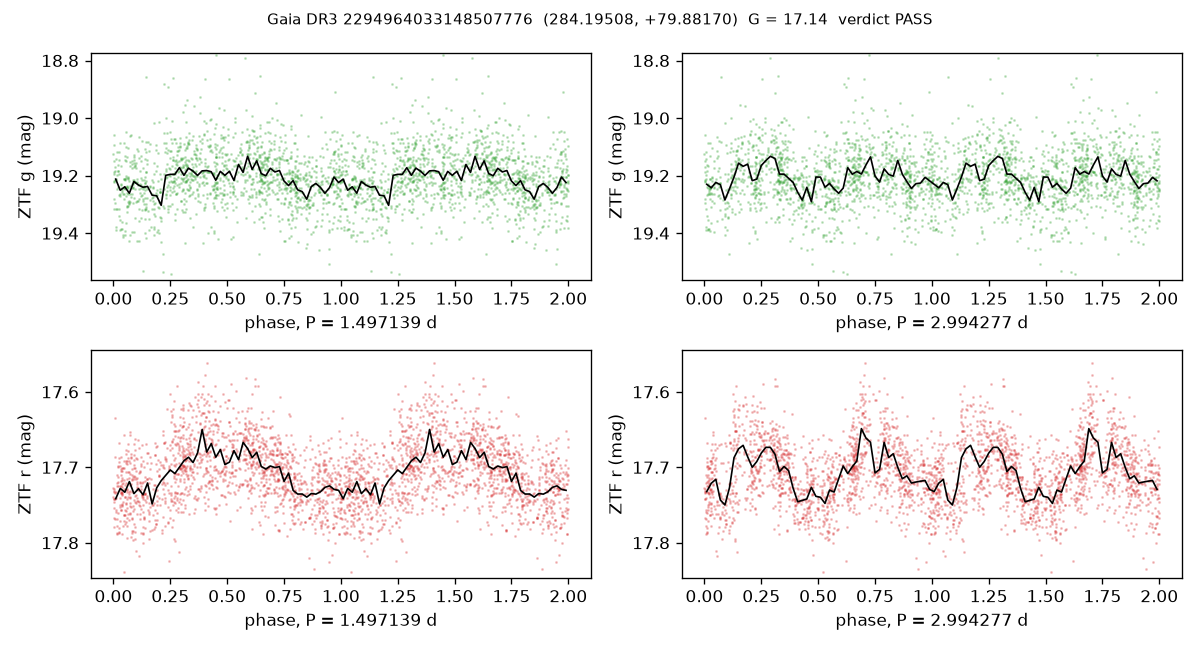 Gaia DR3 2294964033148507776 (284.19508, +79.88170) G = 17.14 verdict PASS
18.8
19.0
19.2
19.4
ZTF g (mag)
0.00 0.25 0.50 0.75 1.00 1.25 1.50 1.75 2.00
phase, P = 1.497139 d
18.8
19.0
19.2
19.4
ZTF g (mag)
0.00 0.25 0.50 0.75 1.00 1.25 1.50 1.75 2.00
phase, P = 2.994277 d
17.6
17.7
17.8
ZTF r (mag)
0.00 0.25 0.50 0.75 1.00 1.25 1.50 1.75 2.00
phase, P = 1.497139 d
17.6
17.7
17.8
ZTF r (mag)
0.00 0.25 0.50 0.75 1.00 1.25 1.50 1.75 2.00
phase, P = 2.994277 d